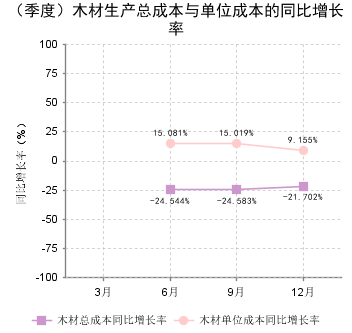 （季度）木材生产总成本与单位成本的同比增长
率
同比增长率（%）
100
75
50
25
0
-25
-50
-75
-100
15.081%
15.019%
9.155%
-24.544%
-24.583%
-21.702%
3月
6月
9月
12月
木材总成本同比增长率
木材单位成本同比增长率